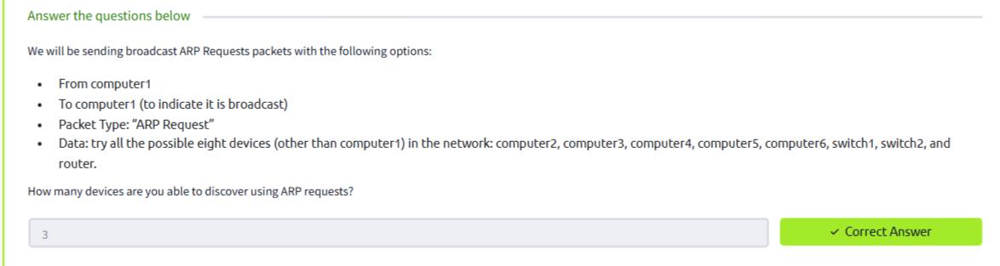 Answer the questions below
We will be sending broadcast ARP Requests packets with the following options:
• From computer1
• To computer1 (to indicate it is broadcast)
• Packet Type: “ARP Request”
• Data: try all the possible eight devices (other than computer1) in the network: computer2, computer3, computer4, computer5, computer6, switch1, switch2, and
router.
How many devices are you able to discover using ARP requests?
3
✓ Correct Answer